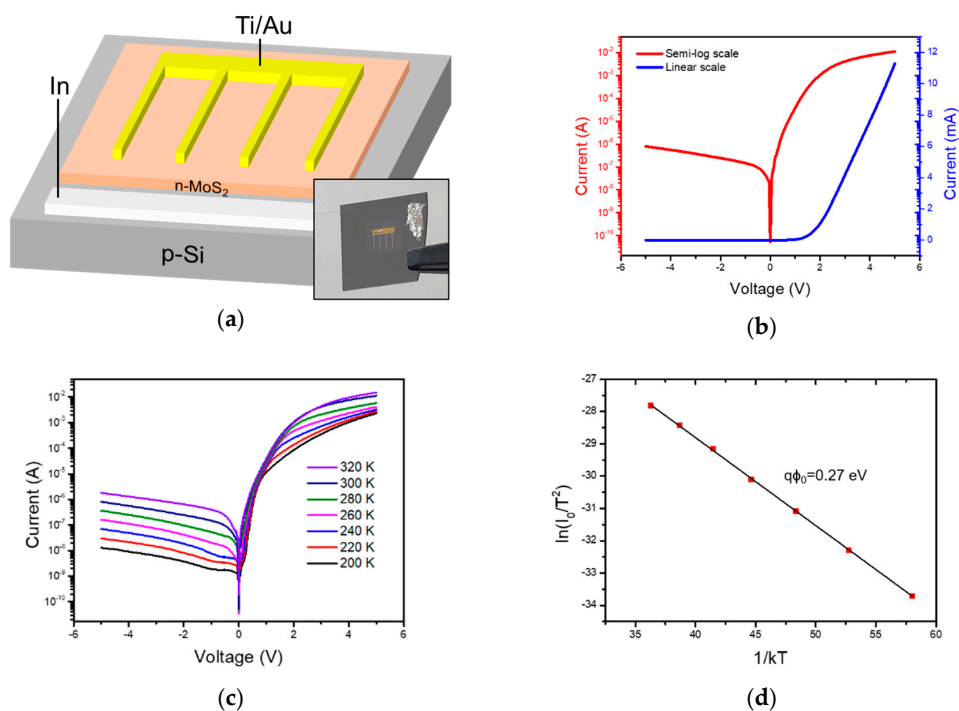 Ti/Au
In
n-MoS₂
p-Si
(a)
Semi-log scale
Linear scale
Current (A)
10⁻²
10⁻³
10⁻⁴
10⁻⁵
10⁻⁶
10⁻⁷
10⁻⁸
10⁻⁹
10⁻¹⁰
12
10
8
6
4
2
0
Current (mA)
-6 -4 -2 0 2 4 6
Voltage (V)
(b)
Current (A)
10⁻²
10⁻³
10⁻⁴
10⁻⁵
10⁻⁶
10⁻⁷
10⁻⁸
10⁻⁹
10⁻¹⁰
320 K
300 K
280 K
260 K
240 K
220 K
200 K
-6 -4 -2 0 2 4 6
Voltage (V)
(c)
ln(I₀/T²)
-27
-28
-29
-30
-31
-32
-33
-34
qϕ₀=0.27 eV
35 40 45 50 55 60
1/kT
(d)